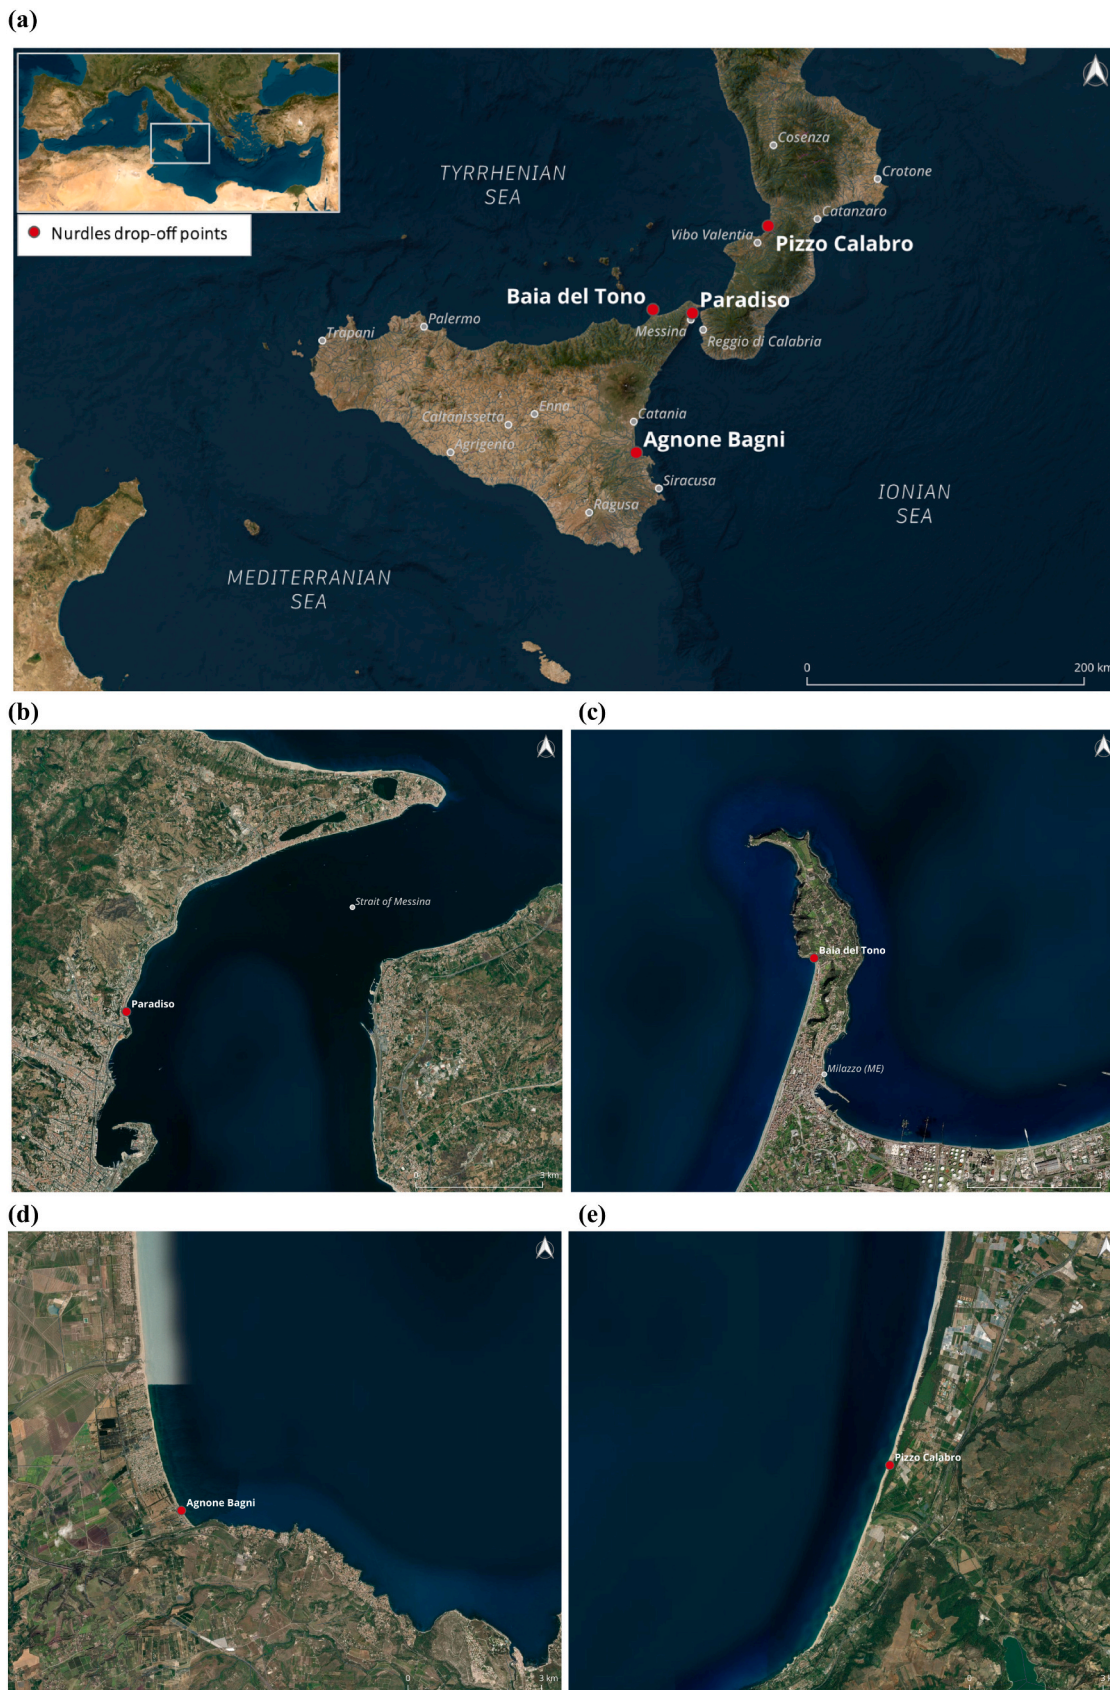 (a)
Nurdles drop-off points
TYRRHENIAN
SEA
Cosenza
Crotone
Catanzaro
Vibo Valentia
Pizzo Calabro
Baia del Tono
Paradiso
Messina
Reggio di Calabria
Palermo
Trapani
Enna
Caltanissetta
Agrigento
Catania
Agnone Bagni
Siracusa
Ragusa
IONIAN
SEA
MEDITERRANIAN
SEA
0
200 km
(b)
Strait of Messina
Paradiso
0
3 km
(c)
Baia del Tono
Milazzo (ME)
(d)
Agnone Bagni
0
3 km
(e)
Pizzo Calabro
0